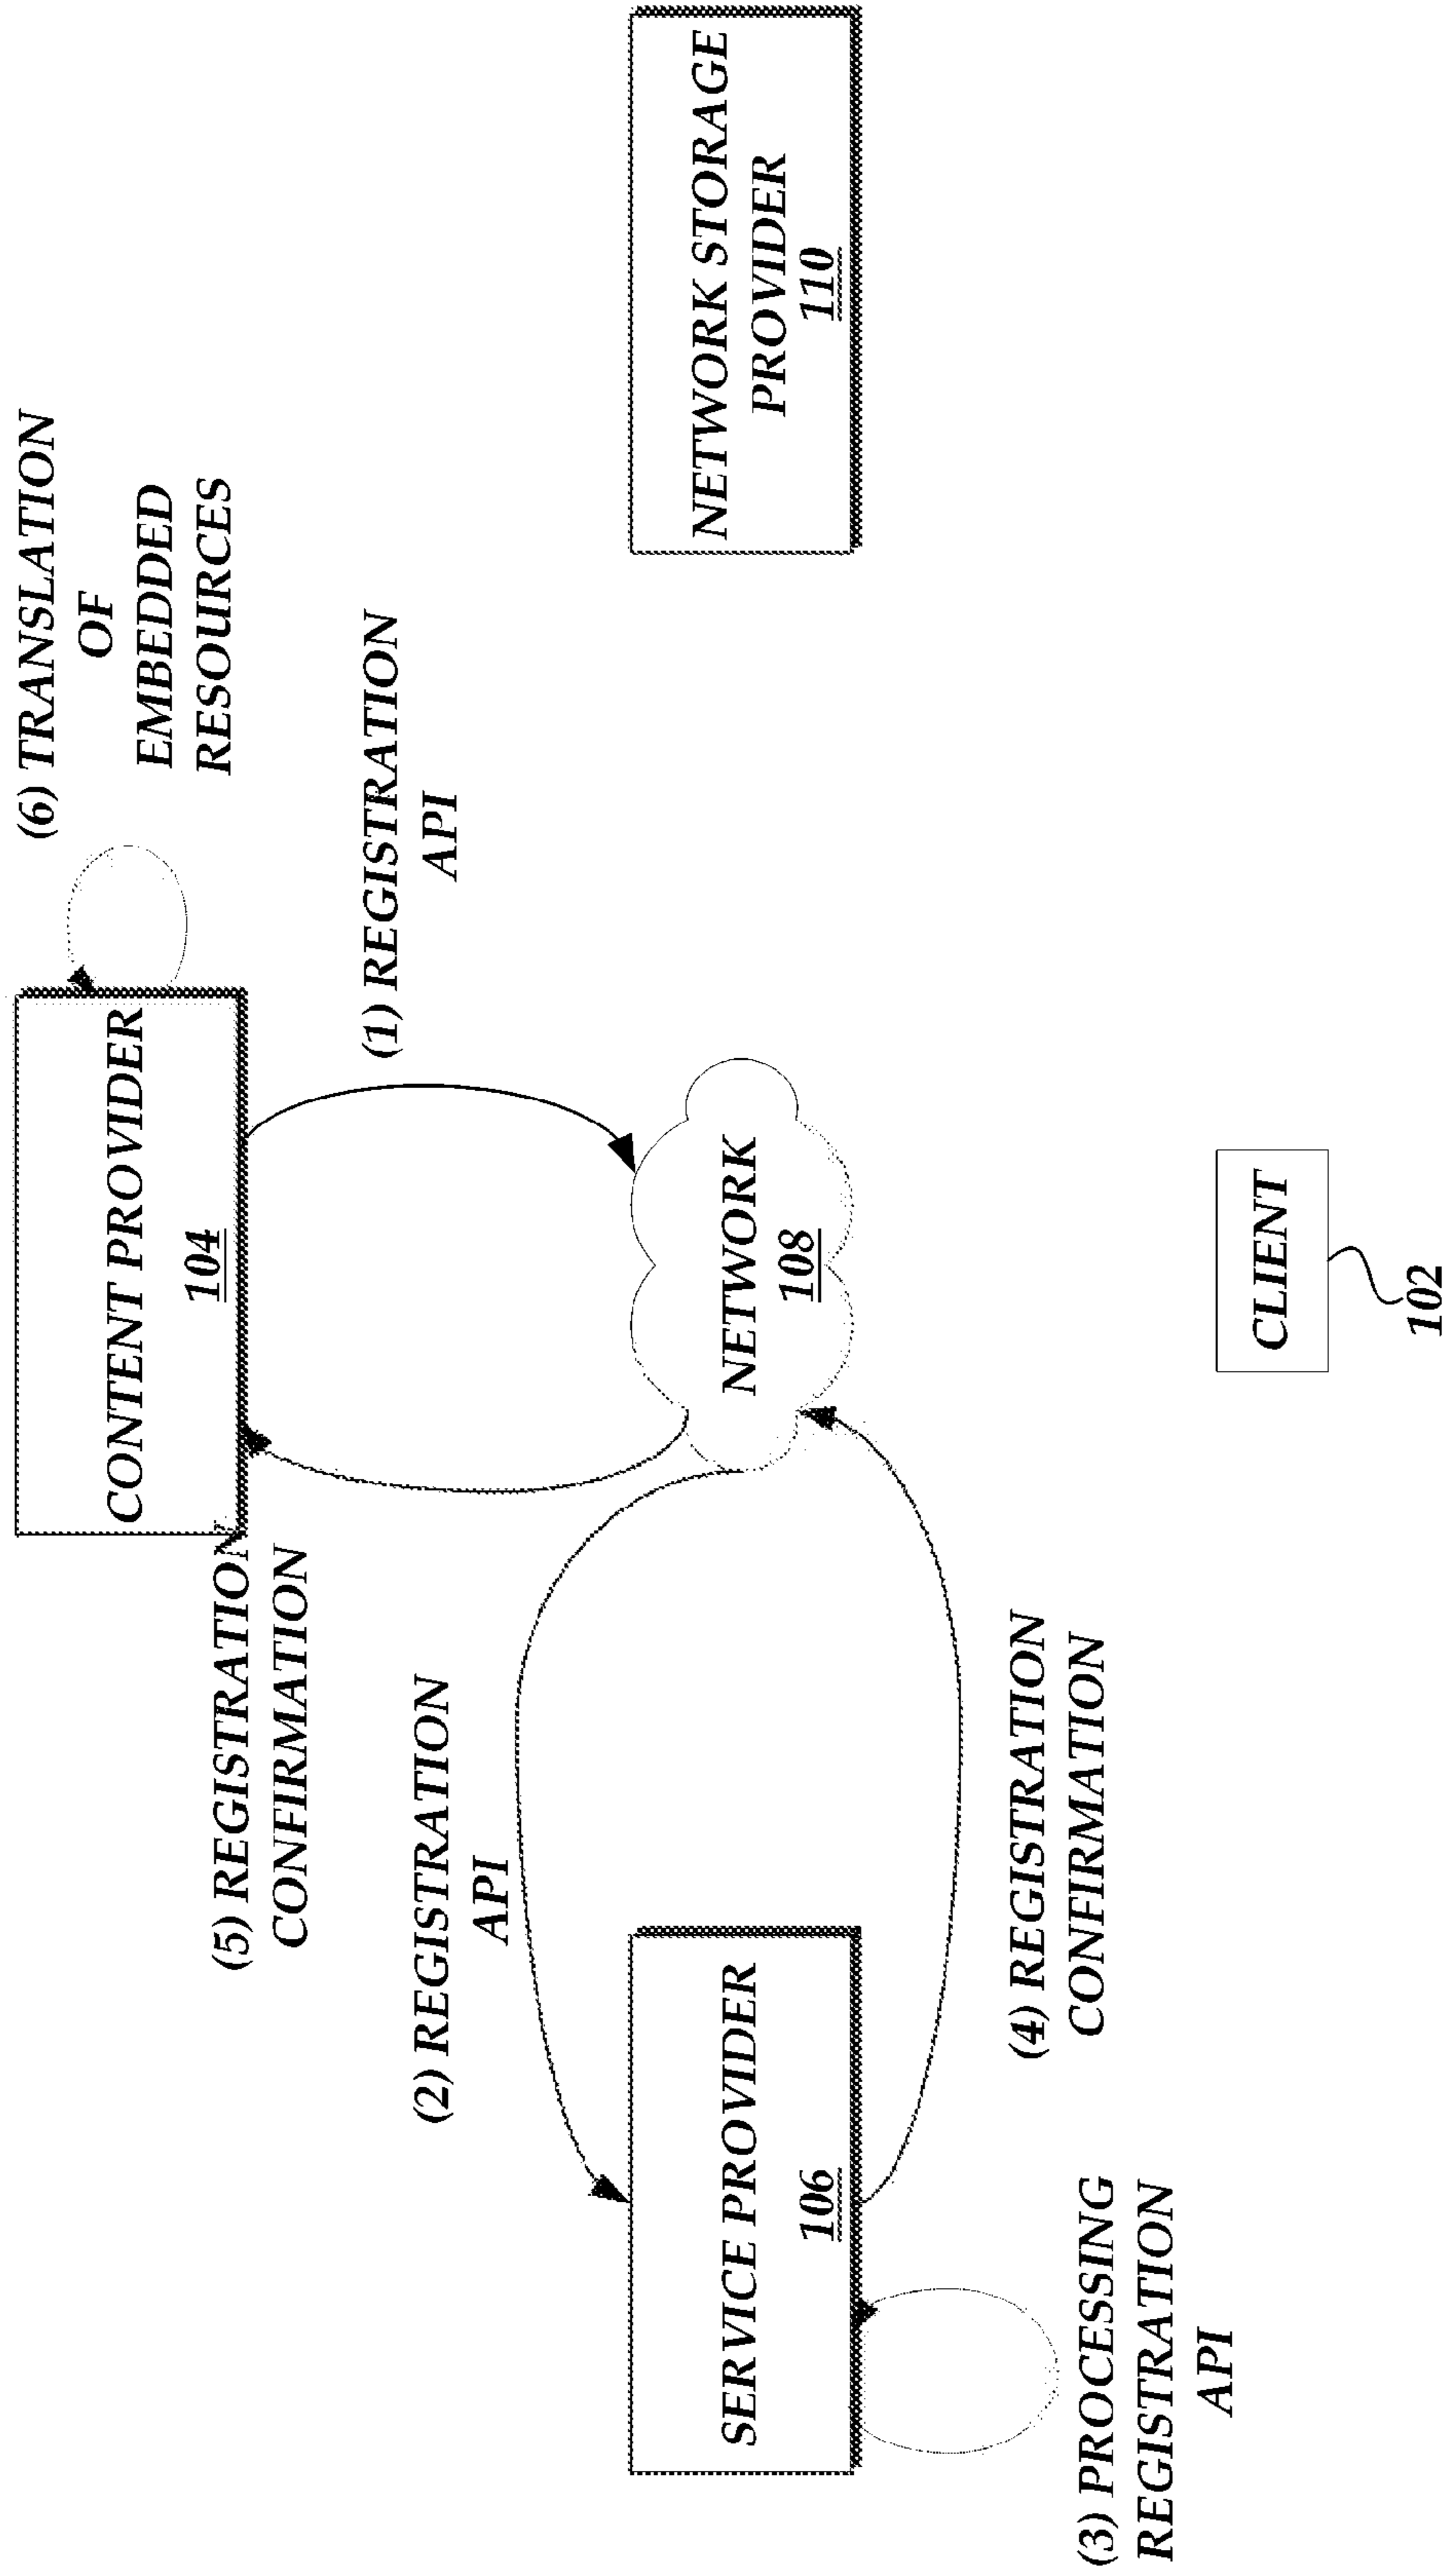 (6) TRANSLATION
OF
EMBEDDED
RESOURCES
CONTENT PROVIDER
104
(5) REGISTRATION
CONFIRMATION
(1) REGISTRATION
API
(2) REGISTRATION
API
SERVICE PROVIDER
106
NETWORK
108
NETWORK STORAGE
PROVIDER
110
(4) REGISTRATION
CONFIRMATION
(3) PROCESSING
REGISTRATION
API
CLIENT
102